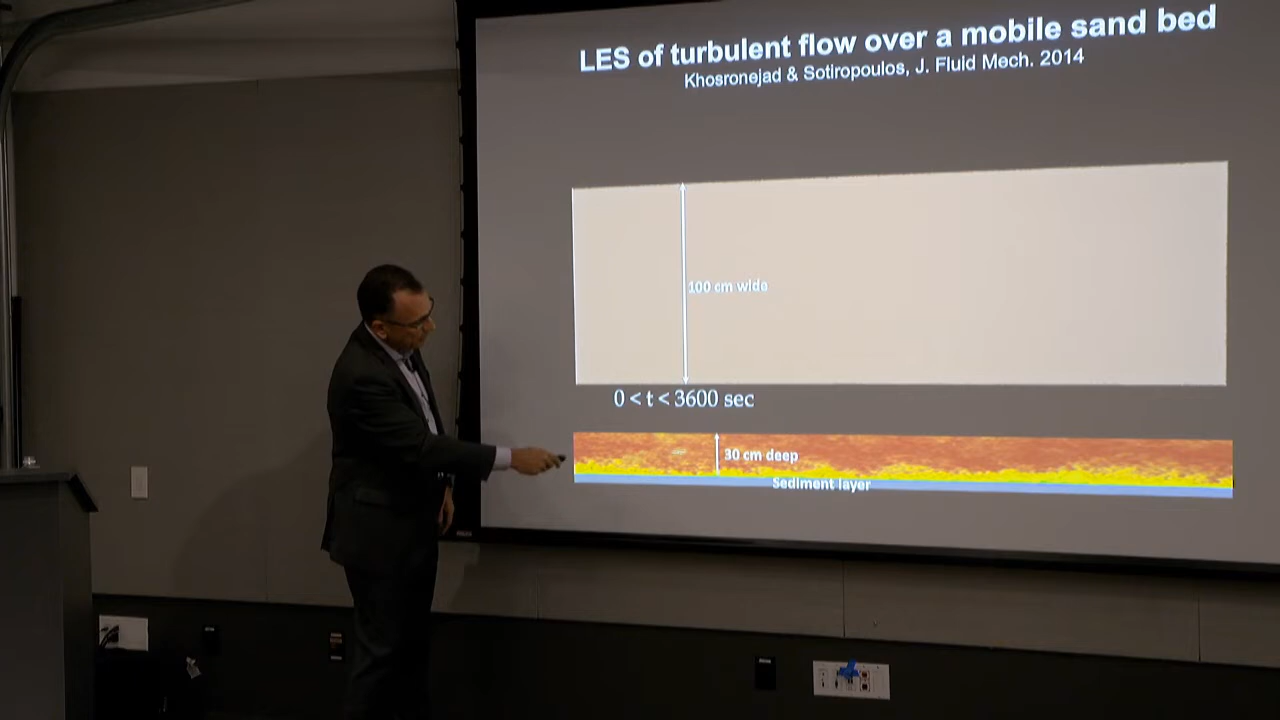 LES of turbulent flow over a mobile sand bed
Khosronejad & Sotiropoulos, J. Fluid Mech. 2014
100 cm wide
0 < t < 3600 sec
30 cm deep
Sediment layer